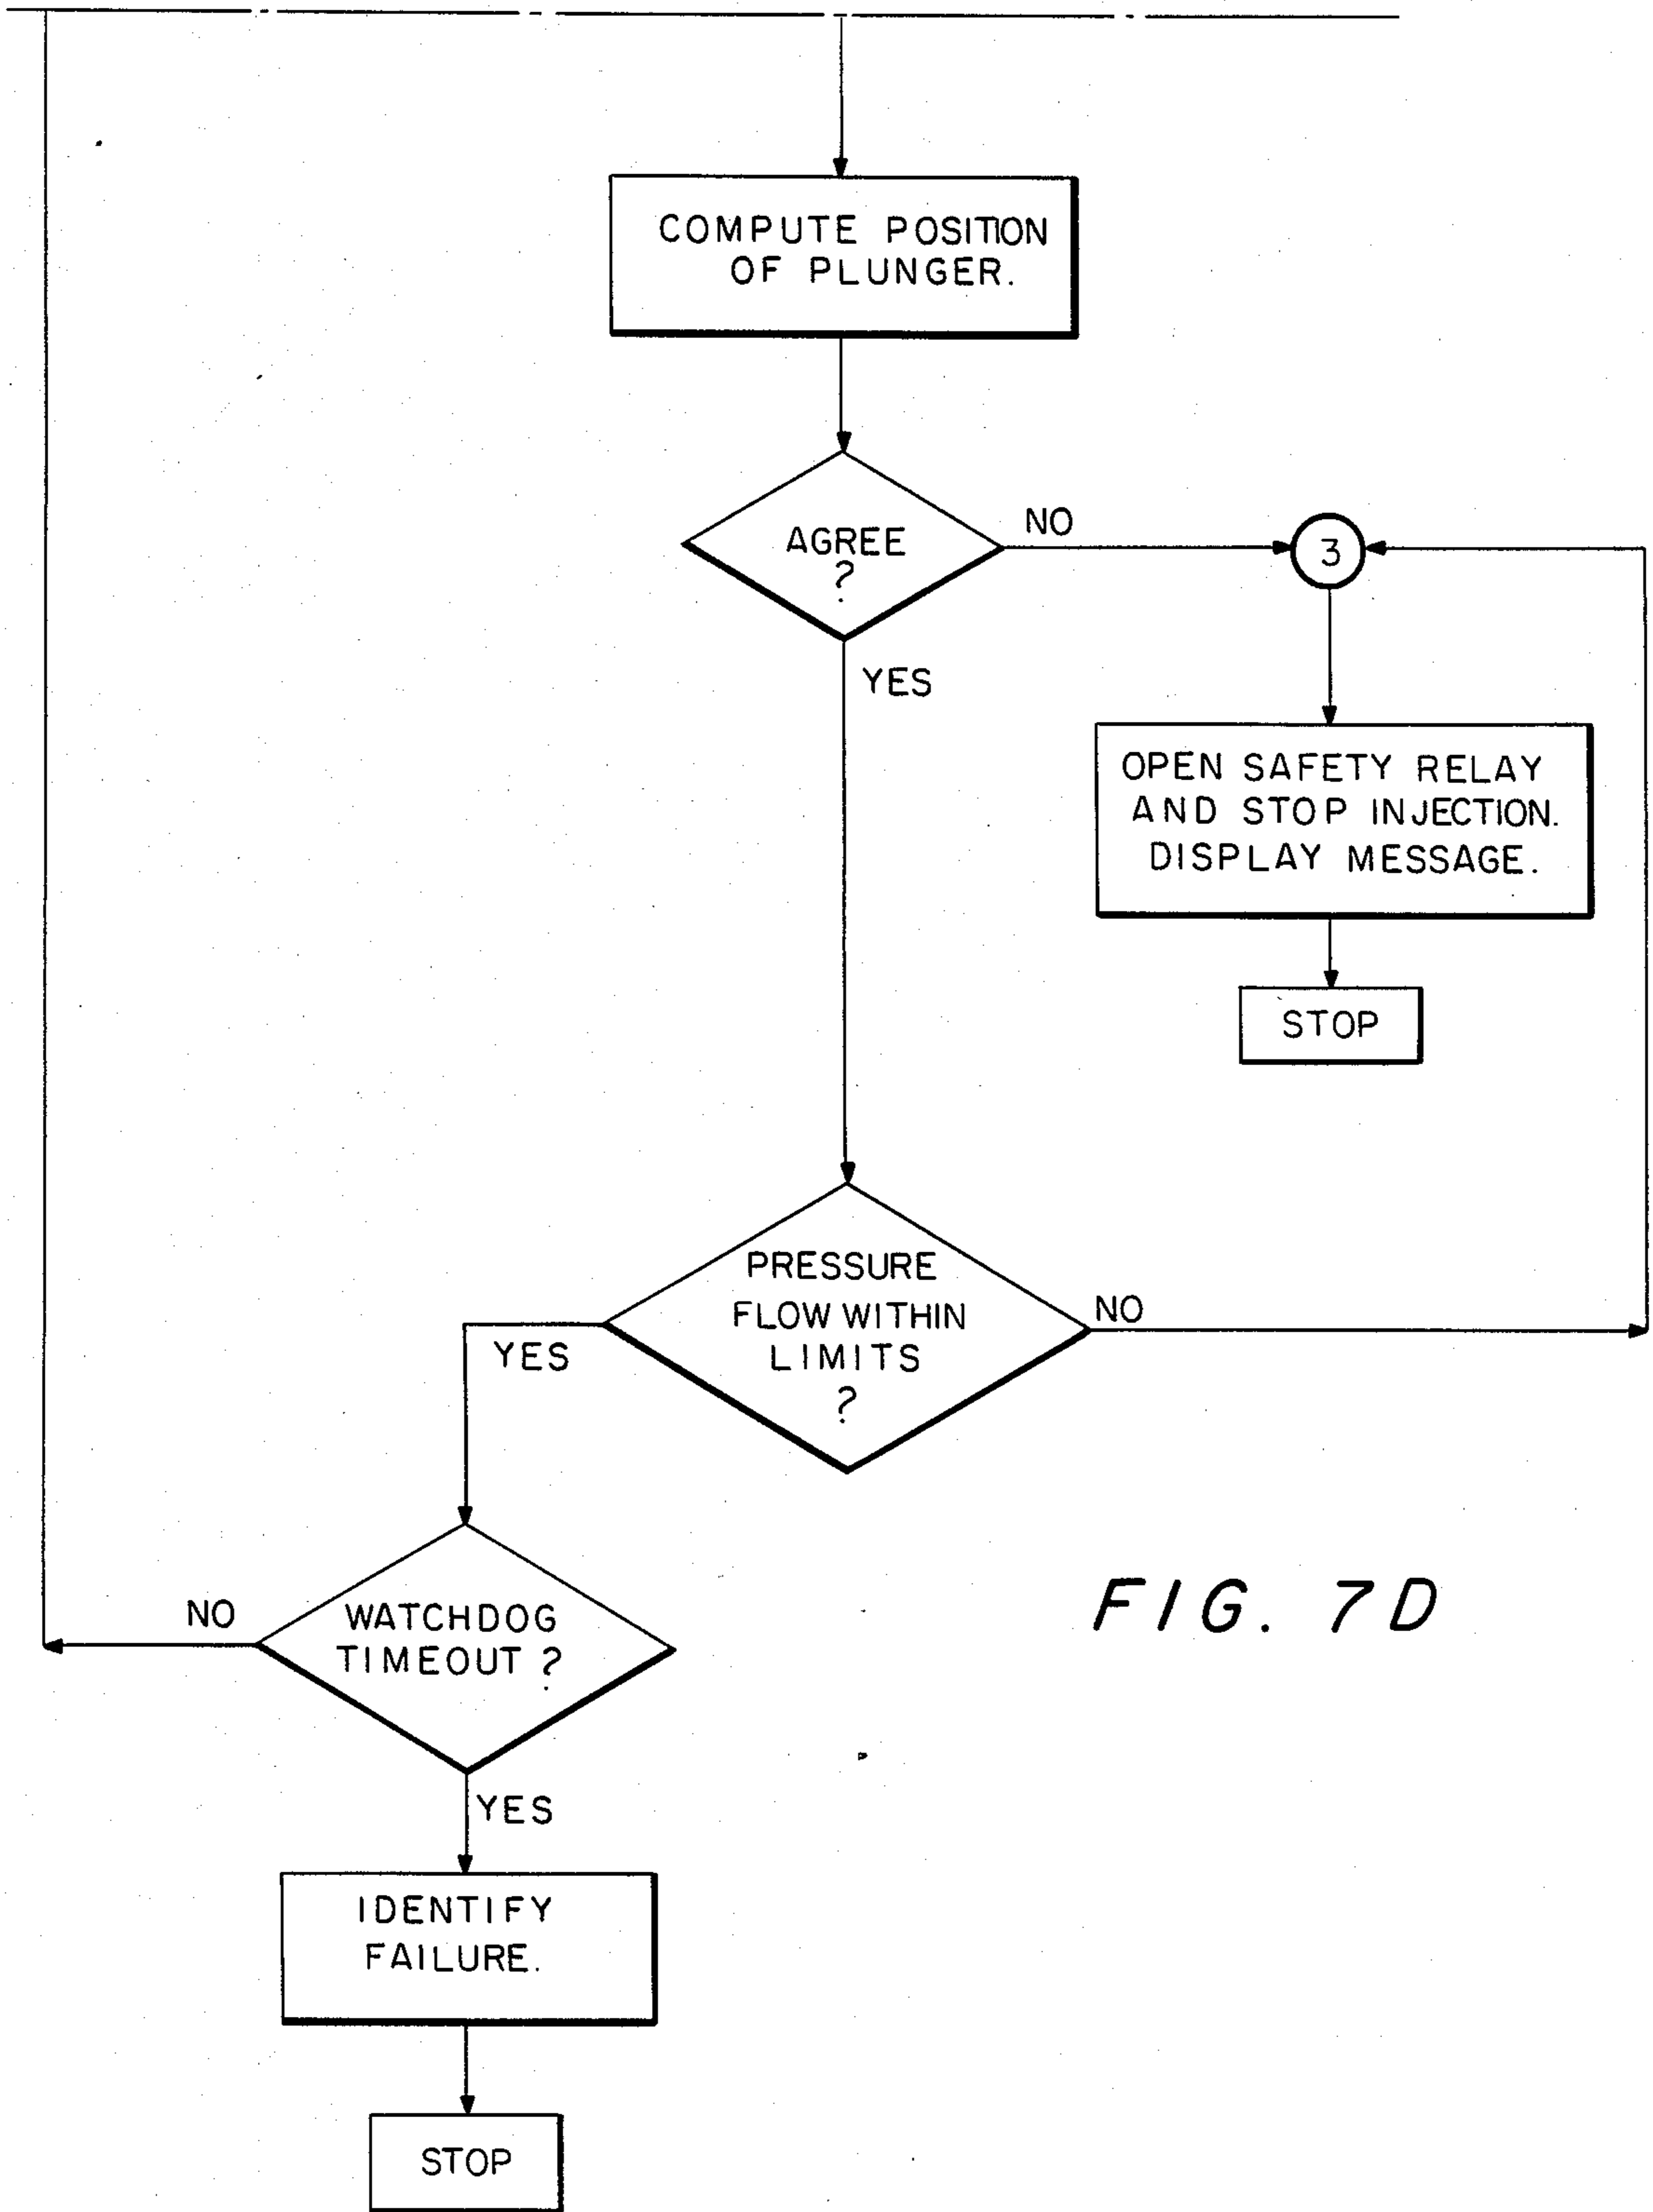 COMPUTE POSITION
OF PLUNGER.
AGREE
?
NO
3
YES
OPEN SAFETY RELAY
AND STOP INJECTION.
DISPLAY MESSAGE.
STOP
PRESSURE
FLOW WITHIN
LIMITS
?
NO
YES
WATCHDOG
TIMEOUT ?
NO
YES
FIG. 7D
IDENTIFY
FAILURE.
STOP